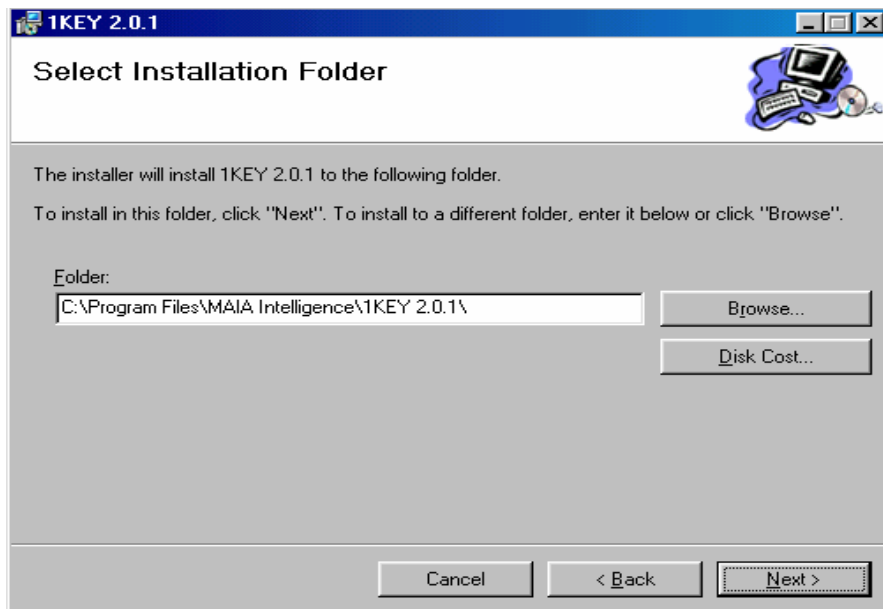 1KEY 2.0.1
Select Installation Folder
The installer will install 1KEY 2.0.1 to the following folder.
To install in this folder, click "Next". To install to a different folder, enter it below or click "Browse".
Folder:
C:\Program Files\MAIA Intelligence\1KEY 2.0.1\
Browse...
Disk Cost...
Cancel
< Back
Next >